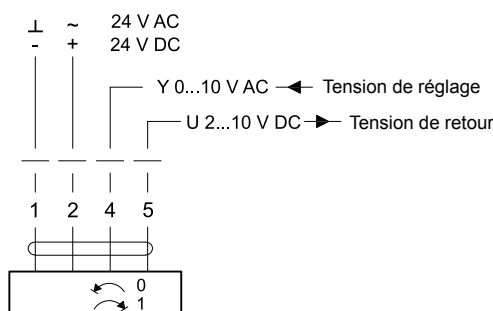 ⊥ ~ 24 V AC
- + 24 V DC
Y 0...10 V AC Tension de réglage
U 2...10 V DC Tension de retour
1 2 4 5
0
1